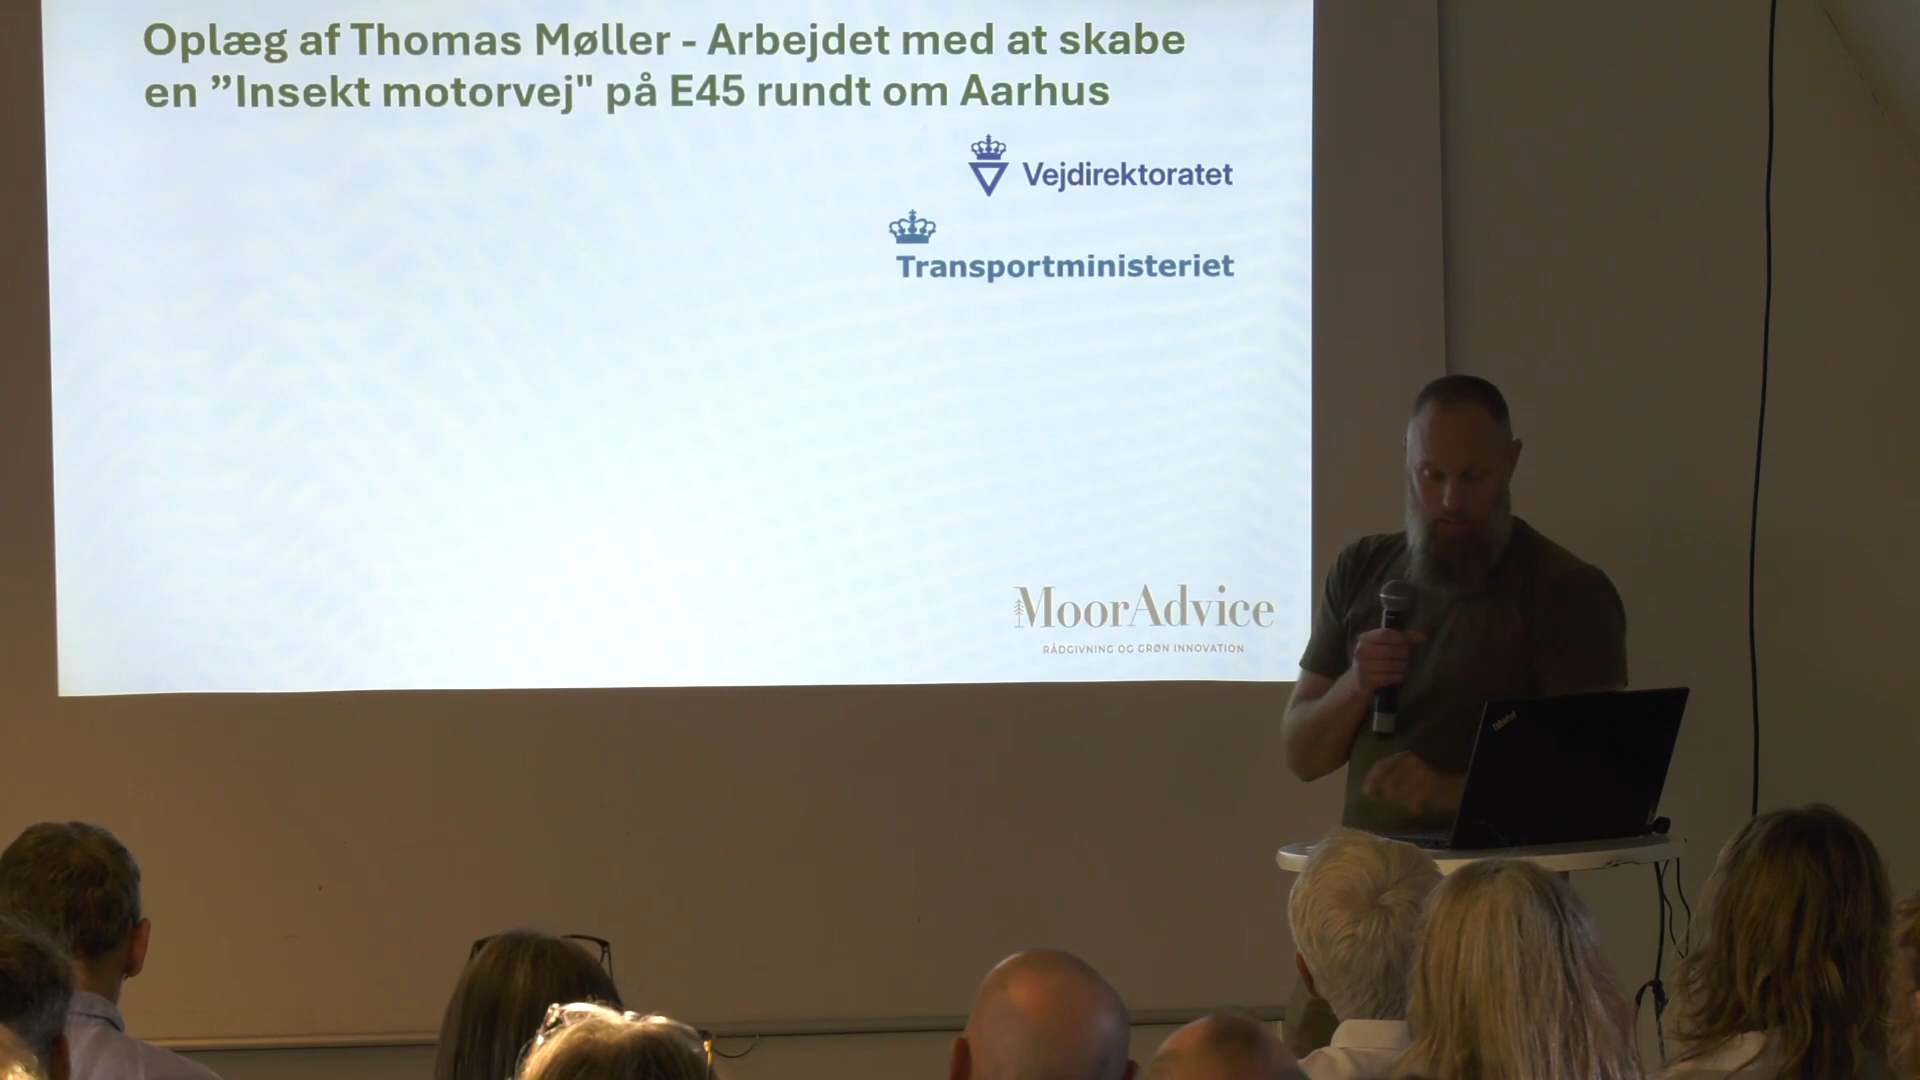 Oplæg af Thomas Møller - Arbejdet med at skabe
en ”Insekt motorvej" på E45 rundt om Aarhus
Vejdirektoratet
Transportministeriet
MoorAdvice
RÅDGIVNING OG GRØN INNOVATION
ThinkPad